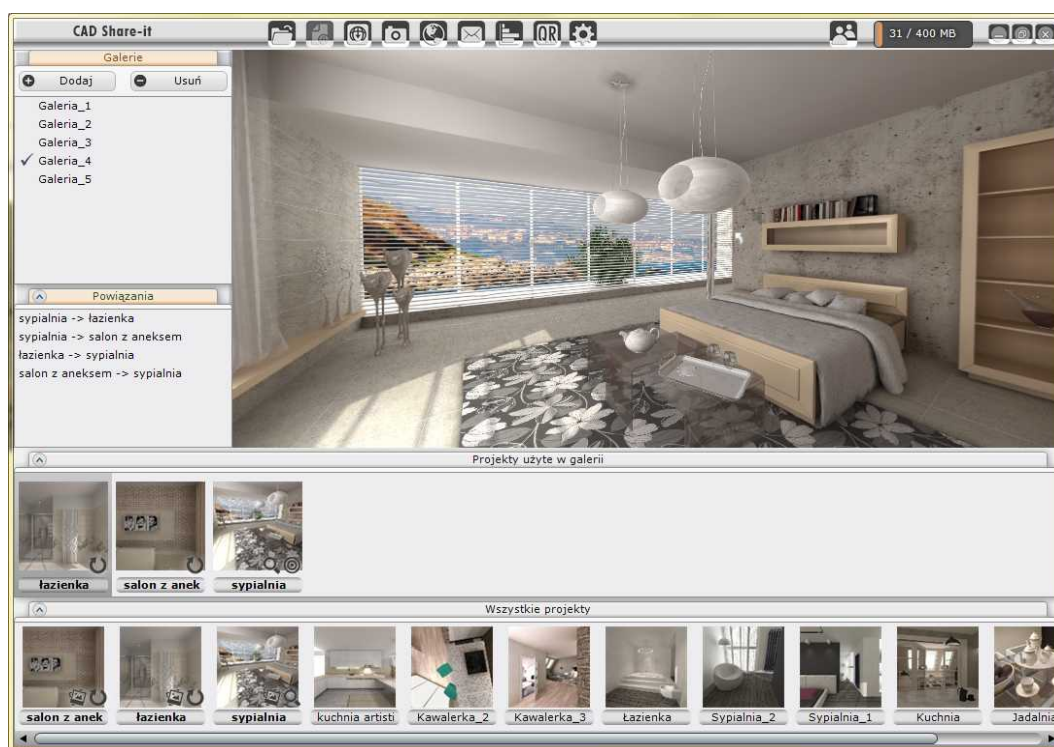 CAD Share-it
QR
31 / 400 MB
Galerie
Dodaj
Usuń
Galeria_1
Galeria_2
Galeria_3
Galeria_4
Galeria_5
Powiązania
sypialnia -> łazienka
sypialnia -> salon z aneksem
łazienka -> sypialnia
salon z aneksem -> sypialnia
Projekty użyte w galerii
łazienka
salon z anek
sypialnia
Wszystkie projekty
salon z anek
łazienka
sypialnia
kuchnia artisti
Kawalerka_2
Kawalerka_3
Łazienka
Sypialnia_2
Sypialnia_1
Kuchnia
Jadalnia